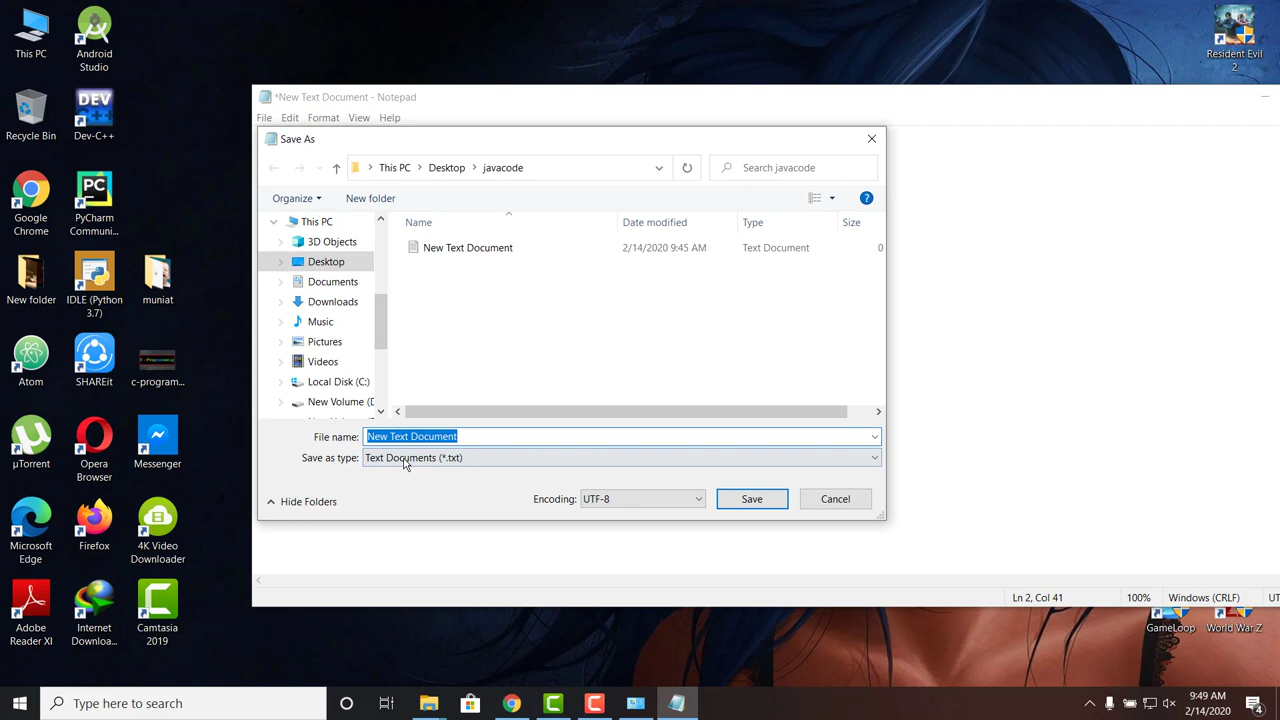 This PC
Android
Studio
Resident Evil
2
Recycle Bin
DEV
Dev-C++
Google
Chrome
PC
PyCharm
Communi...
New folder
IDLE (Python
3.7)
muniat
Atom
SHAREit
c-program...
µTorrent
Opera
Browser
Messenger
Microsoft
Edge
Firefox
4K Video
Downloader
Adobe
Reader XI
Internet
Downloa...
Camtasia
2019
*New Text Document - Notepad
File Edit Format View Help
Save As
This PC Desktop javacode
Search javacode
Organize New folder
This PC
3D Objects
Desktop
Documents
Downloads
Music
Pictures
Videos
Local Disk (C:)
New Volume (D
Name Date modified Type Size
New Text Document 2/14/2020 9:45 AM Text Document 0
File name: New Text Document
Save as type: Text Documents (*.txt)
Hide Folders
Encoding: UTF-8 Save Cancel
Ln 2, Col 41 100% Windows (CRLF) UT
GameLoop
World War Z
Type here to search
9:49 AM
2/14/2020
4